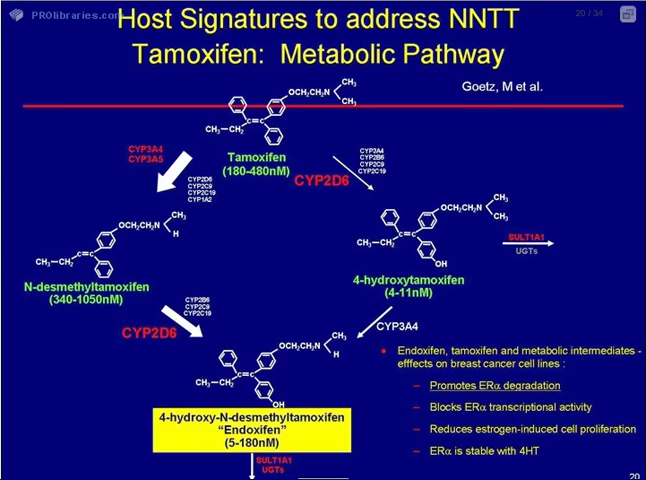 PROlibraries.com
20 / 34
Host Signatures to address NNTT
Tamoxifen: Metabolic Pathway
Goetz, M et al.
OCH₂CH₂N
CH₃
CH₃
CH₃—CH₂
C=C
Tamoxifen
(180-480nM)
CYP3A4
CYP3A5
CYP2D6
CYP2C9
CYP2C19
CYP1A2
CYP2D6
CYP3A4
CYP2B6
CYP2C9
CYP2C19
OCH₂CH₂N
CH₃
H
CH₃—CH₂
C=C
N-desmethyltamoxifen
(340-1050nM)
OCH₂CH₂N
CH₃
CH₃
CH₃—CH₂
C=C
OH
4-hydroxytamoxifen
(4-11nM)
SULT1A1
UGTs
CYP2B6
CYP2C9
CYP2C19
CYP2D6
CYP3A4
OCH₂CH₂N
CH₃
H
CH₃—CH₂
C=C
OH
4-hydroxy-N-desmethyltamoxifen
“Endoxifen”
(5-180nM)
SULT1A1
UGTs
• Endoxifen, tamoxifen and metabolic intermediates -
efffects on breast cancer cell lines :
– Promotes ERα degradation
– Blocks ERα transcriptional activity
– Reduces estrogen-induced cell proliferation
– ERα is stable with 4HT
20